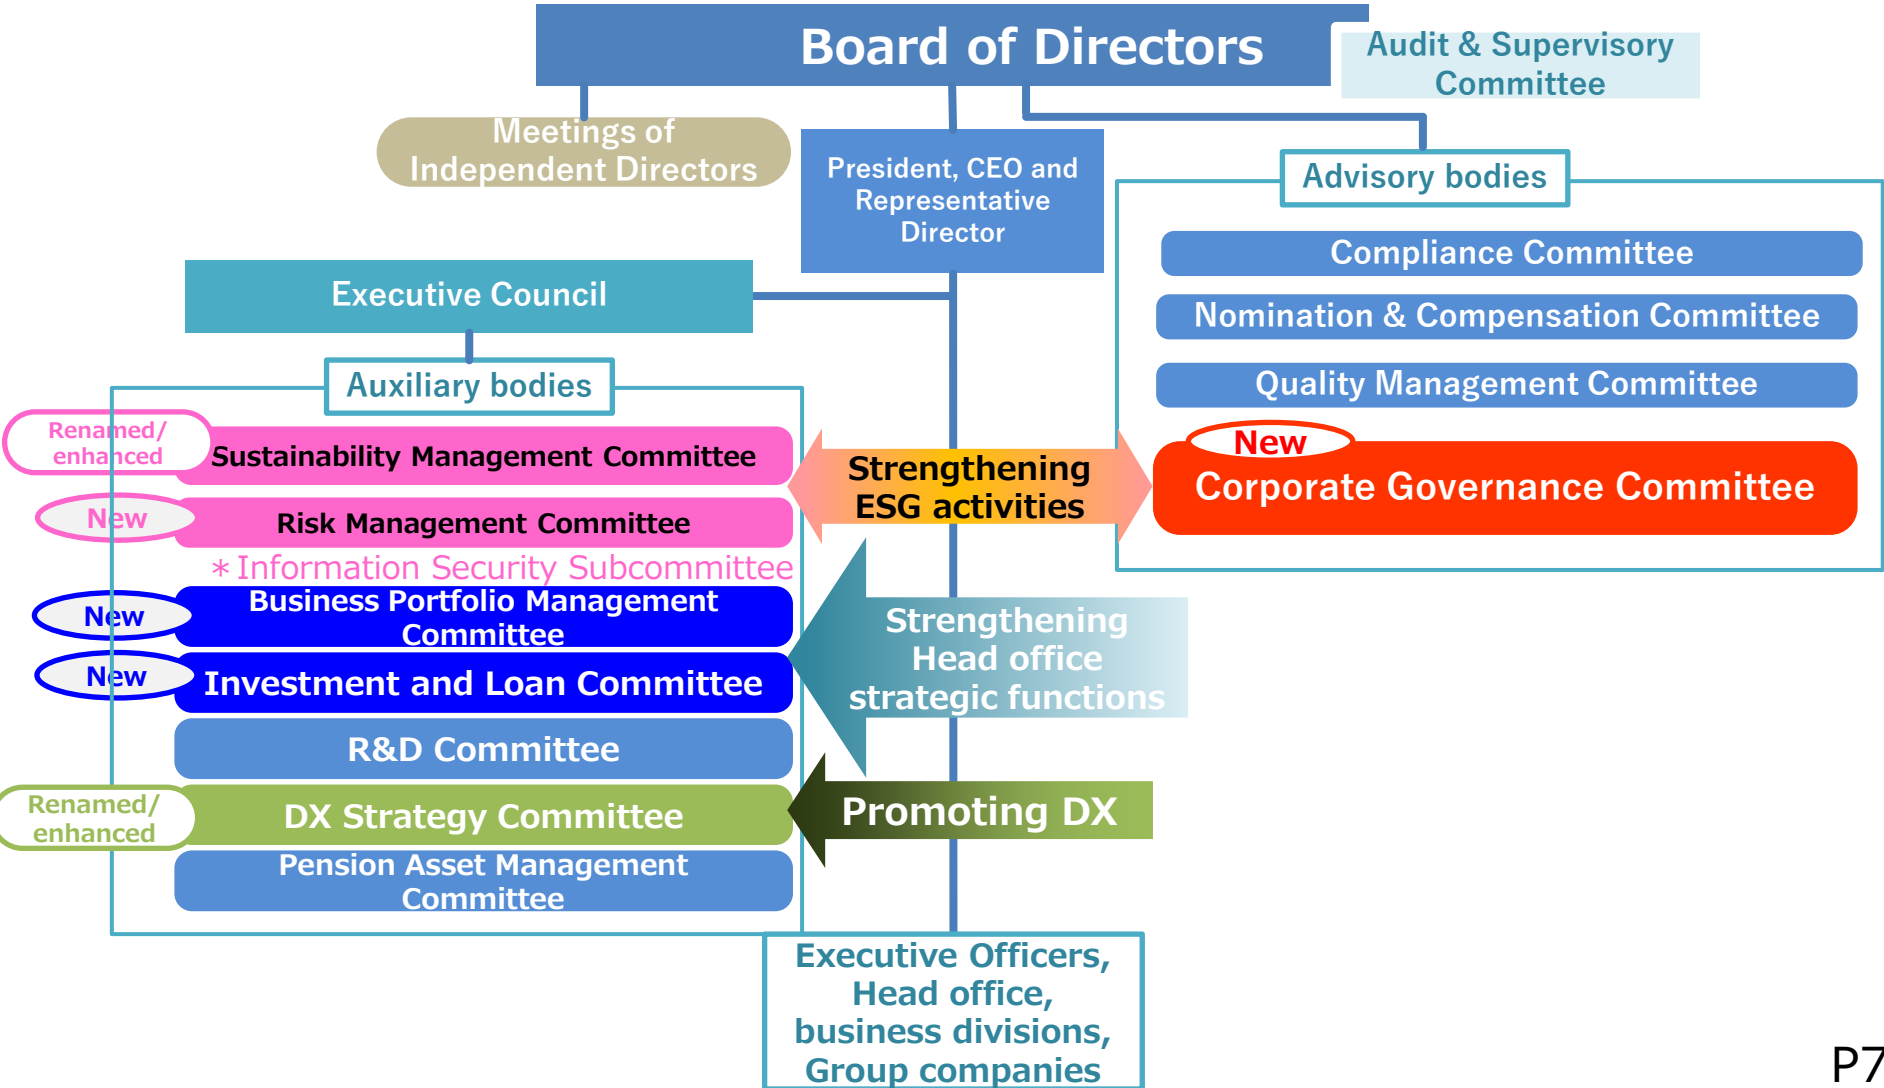 Board of Directors
Audit & Supervisory
Committee
Meetings of
Independent Directors
President, CEO and
Representative
Director
Advisory bodies
Compliance Committee
Nomination & Compensation Committee
Quality Management Committee
New
Corporate Governance Committee
Executive Council
Auxiliary bodies
Renamed/
enhanced
Sustainability Management Committee
Strengthening
ESG activities
New
Risk Management Committee
*Information Security Subcommittee
New
Business Portfolio Management
Committee
New
Investment and Loan Committee
Strengthening
Head office
strategic functions
R&D Committee
Renamed/
enhanced
DX Strategy Committee
Promoting DX
Pension Asset Management
Committee
Executive Officers,
Head office,
business divisions,
Group companies
P7